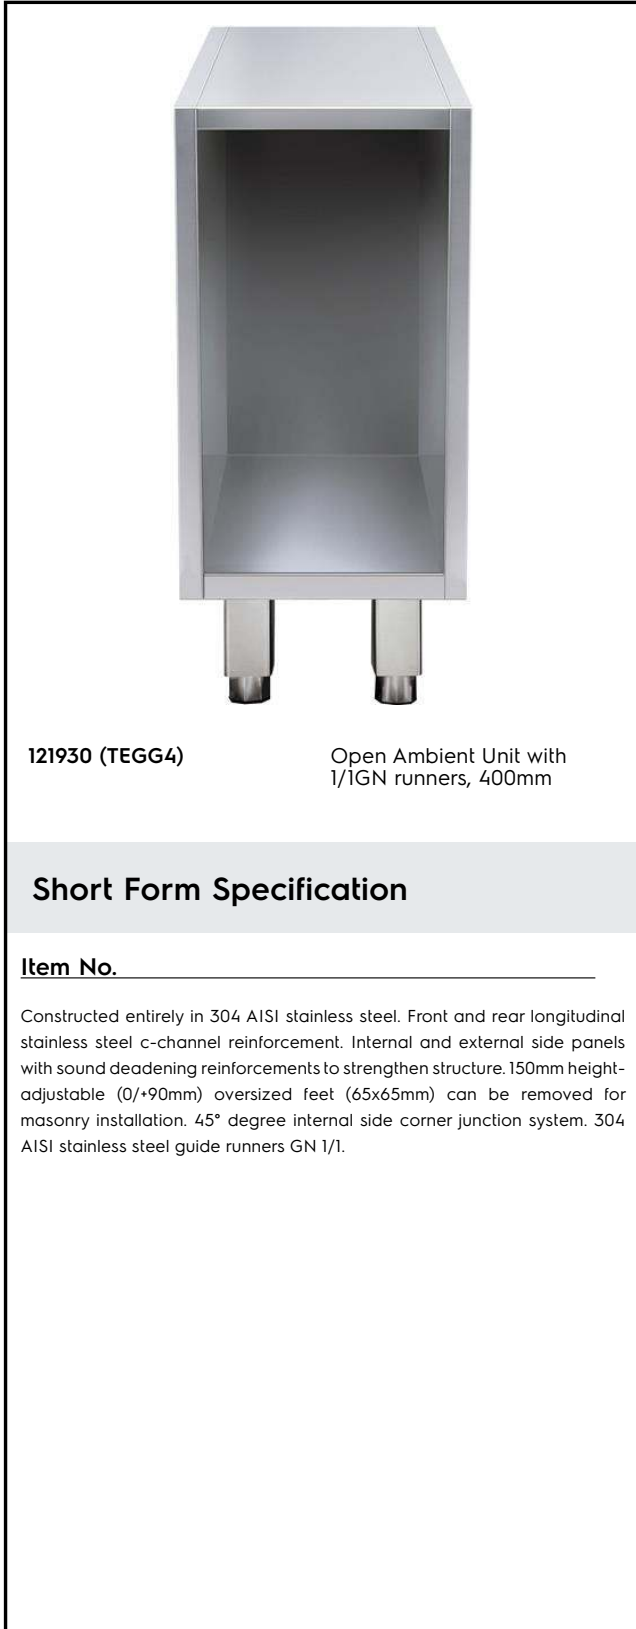 121930 (TEGG4)
Open Ambient Unit with
1/1GN runners, 400mm
Short Form Specification
Item No.
Constructed entirely in 304 AISI stainless steel. Front and rear longitudinal
stainless steel c-channel reinforcement. Internal and external side panels
with sound deadening reinforcements to strengthen structure. 150mm height-
adjustable (0/+90mm) oversized feet (65x65mm) can be removed for
masonry installation. 45° degree internal side corner junction system. 304
AISI stainless steel guide runners GN 1/1.